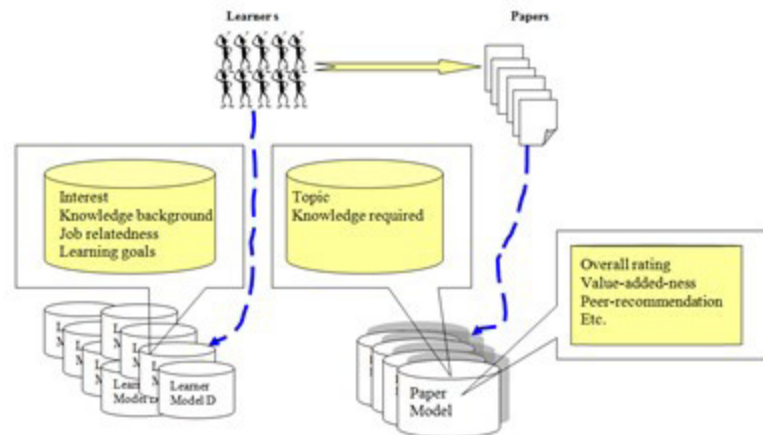 Learner s
Papers
Interest
Knowledge background
Job relatedness
Learning goals
Topic
Knowledge required
Overall rating
Value-added-ness
Peer-recommendation
Etc.
Learner
Model D
Paper
Model